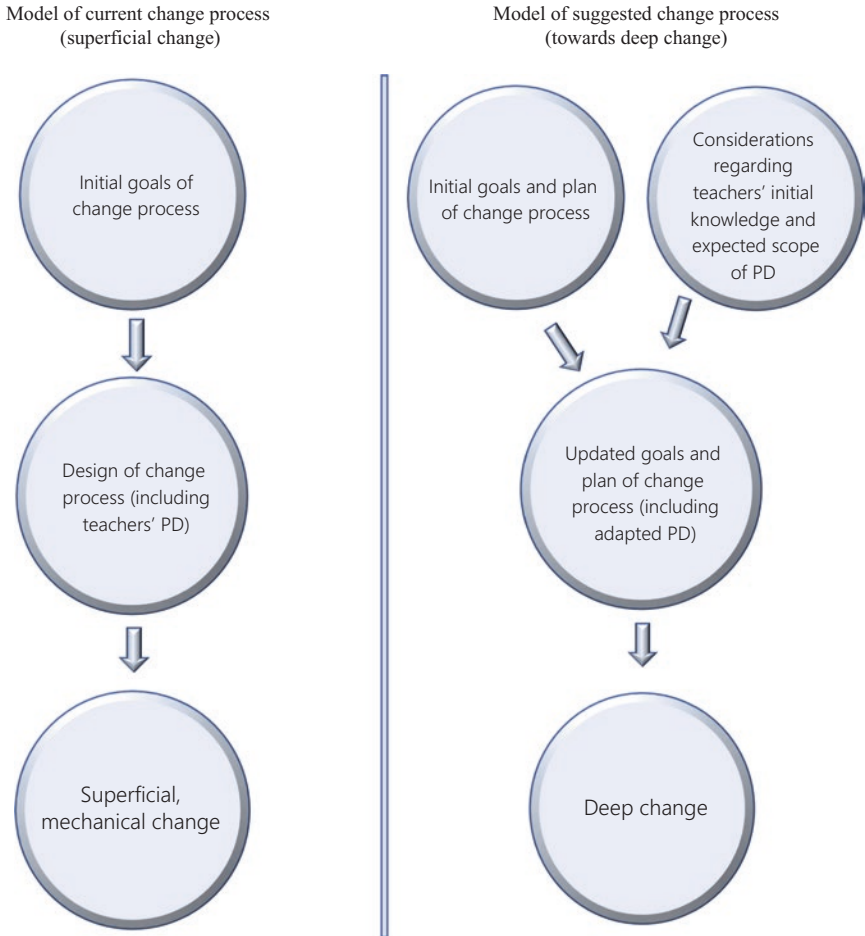 Model of current change process
(superficial change)
Initial goals of
change process
Design of change
process (including
teachers’ PD)
Superficial,
mechanical change
Model of suggested change process
(towards deep change)
Initial goals and plan
of change process
Considerations
regarding
teachers’ initial
knowledge and
expected scope
of PD
Updated goals and
plan of change
process (including
adapted PD)
Deep change